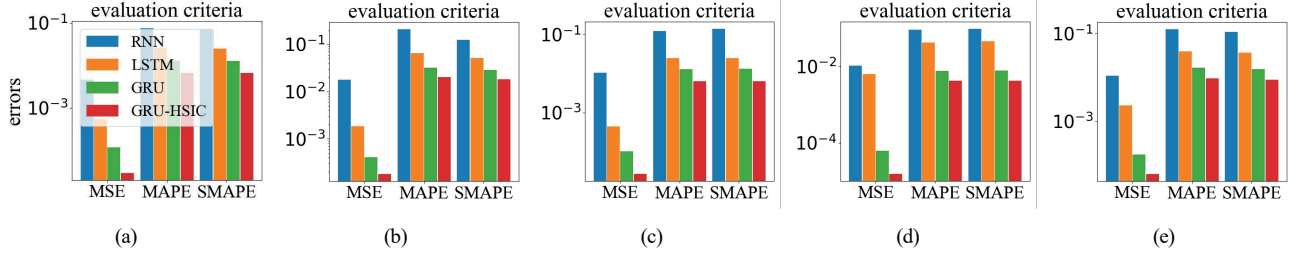 evaluation criteria
10⁻¹
10⁻³
errors
RNN
LSTM
GRU
GRU-HSIC
MSE MAPE SMAPE
(a)
evaluation criteria
10⁻¹
10⁻²
10⁻³
MSE MAPE SMAPE
(b)
evaluation criteria
10⁻¹
10⁻³
MSE MAPE SMAPE
(c)
evaluation criteria
10⁻²
10⁻⁴
MSE MAPE SMAPE
(d)
evaluation criteria
10⁻¹
10⁻³
MSE MAPE SMAPE
(e)